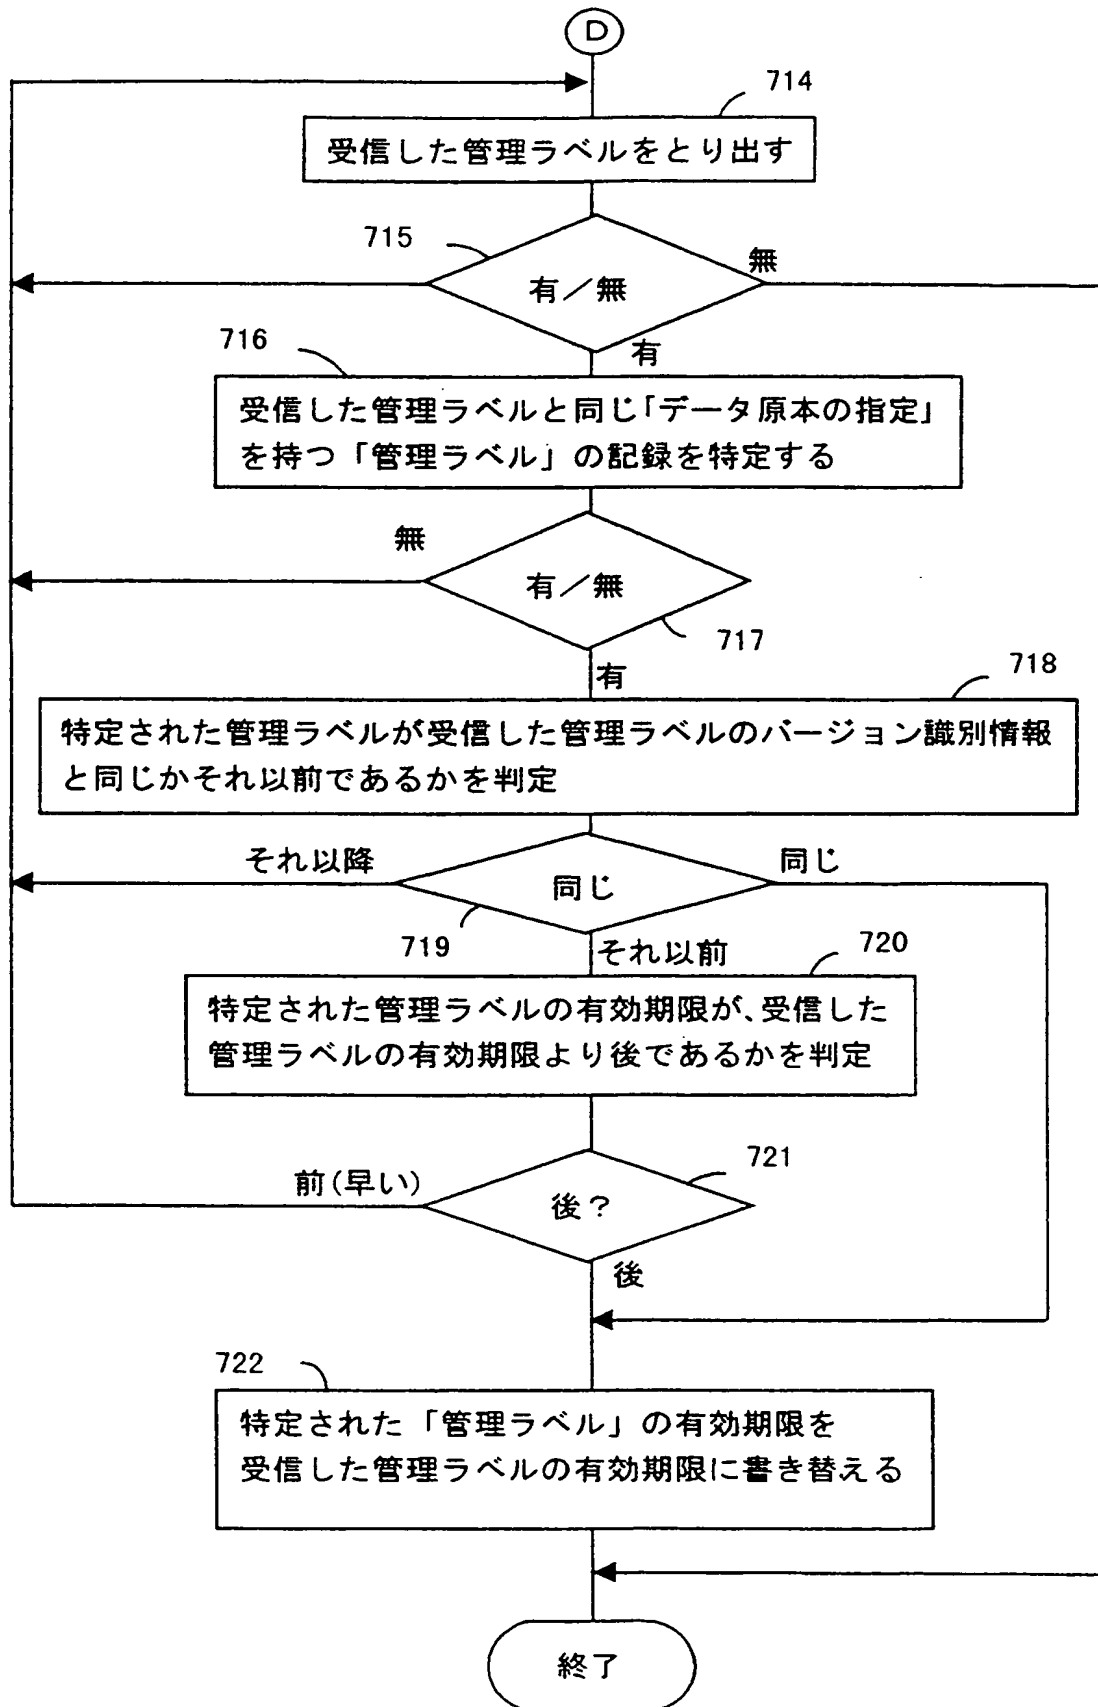 D
714
受信した管理ラベルをとり出す
715
無
有／無
有
716
受信した管理ラベルと同じ「データ原本の指定」
を持つ「管理ラベル」の記録を特定する
無
有／無
717
有
718
特定された管理ラベルが受信した管理ラベルのバージョン識別情報
と同じかそれ以前であるかを判定
それ以降
同じ
同じ
719
それ以前
720
特定された管理ラベルの有効期限が、受信した
管理ラベルの有効期限より後であるかを判定
前(早い)
721
後？
後
722
特定された「管理ラベル」の有効期限を
受信した管理ラベルの有効期限に書き替える
終了